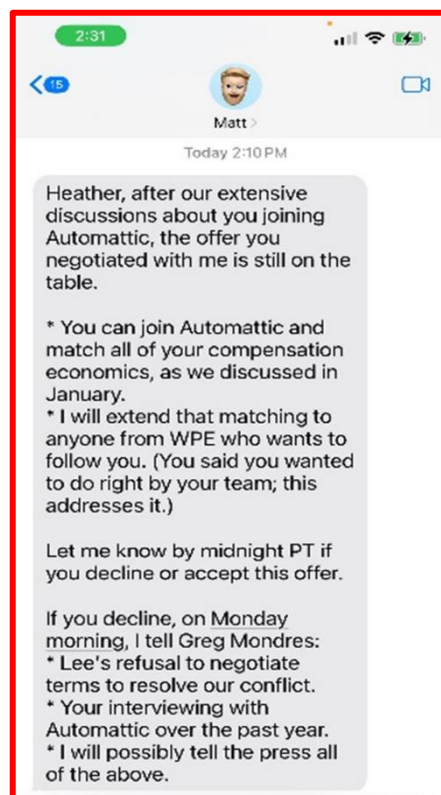 2:31
15
Matt
Today 2:10 PM
Heather, after our extensive
discussions about you joining
Automattic, the offer you
negotiated with me is still on the
table.
* You can join Automattic and
match all of your compensation
economics, as we discussed in
January.
* I will extend that matching to
anyone from WPE who wants to
follow you. (You said you wanted
to do right by your team; this
addresses it.)
Let me know by midnight PT if
you decline or accept this offer.
If you decline, on Monday
morning, I tell Greg Mondres:
* Lee's refusal to negotiate
terms to resolve our conflict.
* Your interviewing with
Automattic over the past year.
* I will possibly tell the press all
of the above.